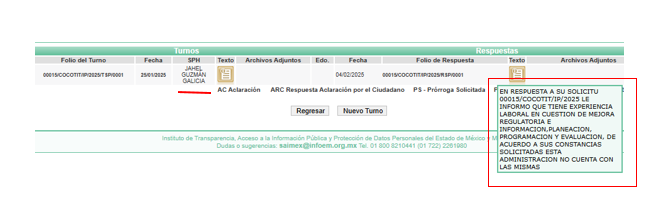 Turnos Respuestas
Folio del Turno Fecha SPH Texto Archivos Adjuntos Edo. Fecha Folio de Respuesta Texto Archivos Adjuntos
00015/COCOTIT/IP/2025/TSP/0001 25/01/2025 JAHEL GUZMAN GALICIA 04/02/2025 00015/COCOTIT/IP/2025/RSP/0001
AC Aclaración ARC Respuesta Aclaración por el Ciudadano PS - Prórroga Solicitada
Regresar Nuevo Turno
EN RESPUESTA A SU SOLICITU
00015/COCOTIT/IP/2025 LE
INFORMO QUE TIENE EXPERIENCIA
LABORAL EN CUESTION DE MEJORA
REGULATORIA E
INFORMACION,PLANEACION,
PROGRAMACION Y EVALUACION, DE
ACUERDO A SUS CONSTANCIAS
SOLICITADAS ESTA
ADMINISTRACION NO CUENTA CON
LAS MISMAS
Instituto de Transparencia, Acceso a la Información Pública y Protección de Datos Personales del Estado de México y M
Dudas o sugerencias: saimex@infoem.org.mx Tel. 01 800 8210441 (01 722) 2261980